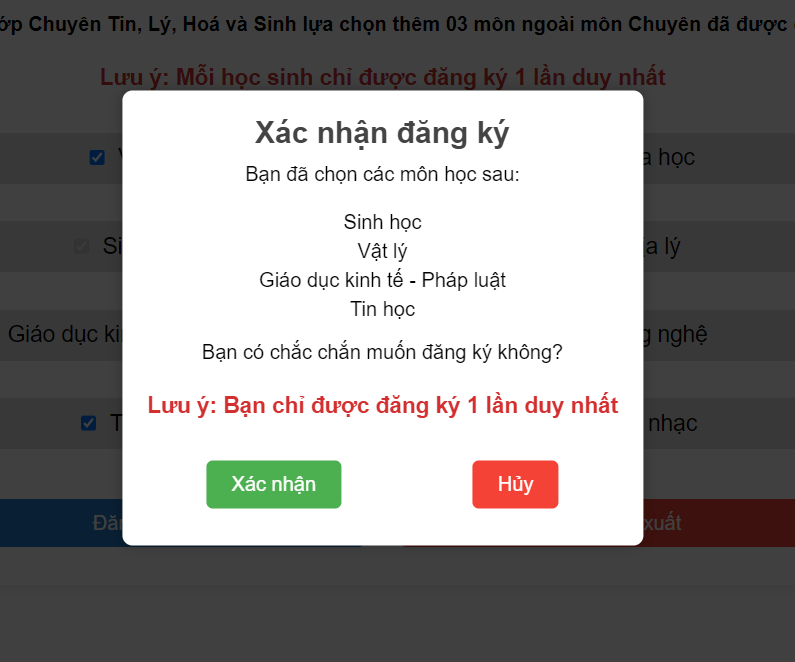 Chuyên Tin, Lý, Hoá và Sinh lựa chọn thêm 03 môn ngoài môn Chuyên đã được
Lưu ý: Mỗi học sinh chỉ được đăng ký 1 lần duy nhất
Xác nhận đăng ký
học
Bạn đã chọn các môn học sau:
Sinh học
lý
Vật lý
Giáo dục kinh tế - Pháp luật
Tin học
Giáo dục
nghệ
Bạn có chắc chắn muốn đăng ký không?
Lưu ý: Bạn chỉ được đăng ký 1 lần duy nhất
nhạc
Xác nhận Hủy
xuất